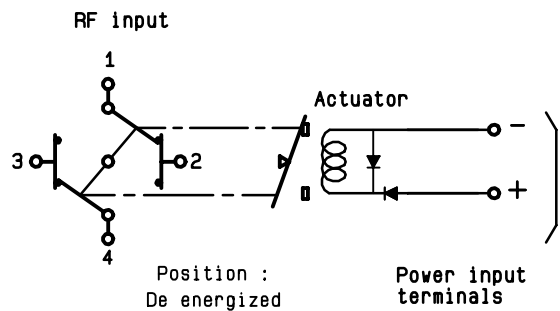 RF input
1
Actuator
-
3
2
+
4
Position :
De energized
Power input
terminals